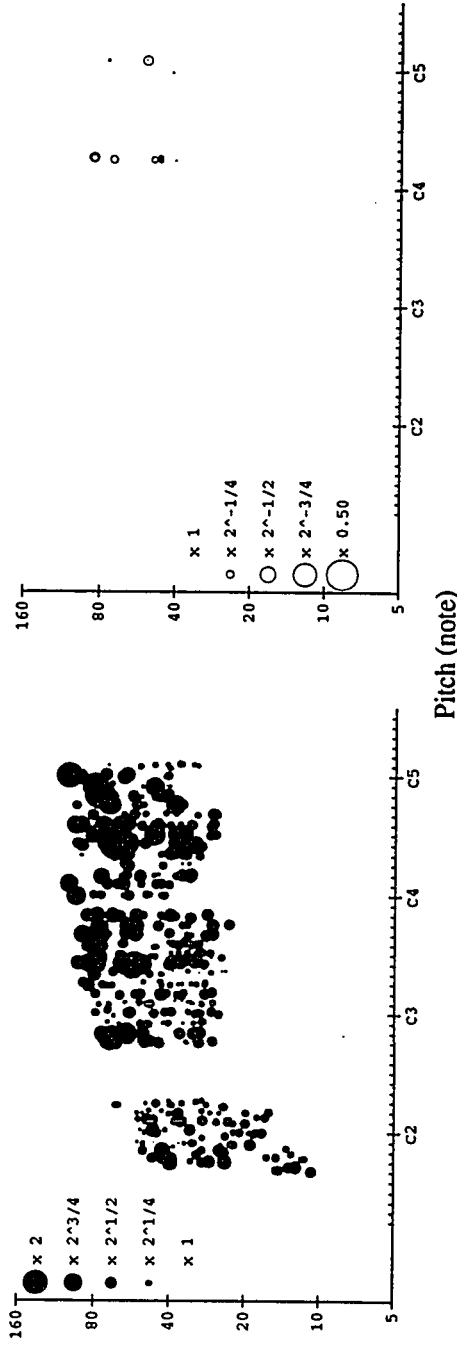 160
80
40
20
10
5
x 2
x 2^3/4
x 2^1/2
x 2^1/4
x 1
C2 C3 C4 C5
160
80
40
20
10
5
x 1
x 2^-1/4
x 2^-1/2
x 2^-3/4
x 0.50
C2 C3 C4 C5
Pitch (note)